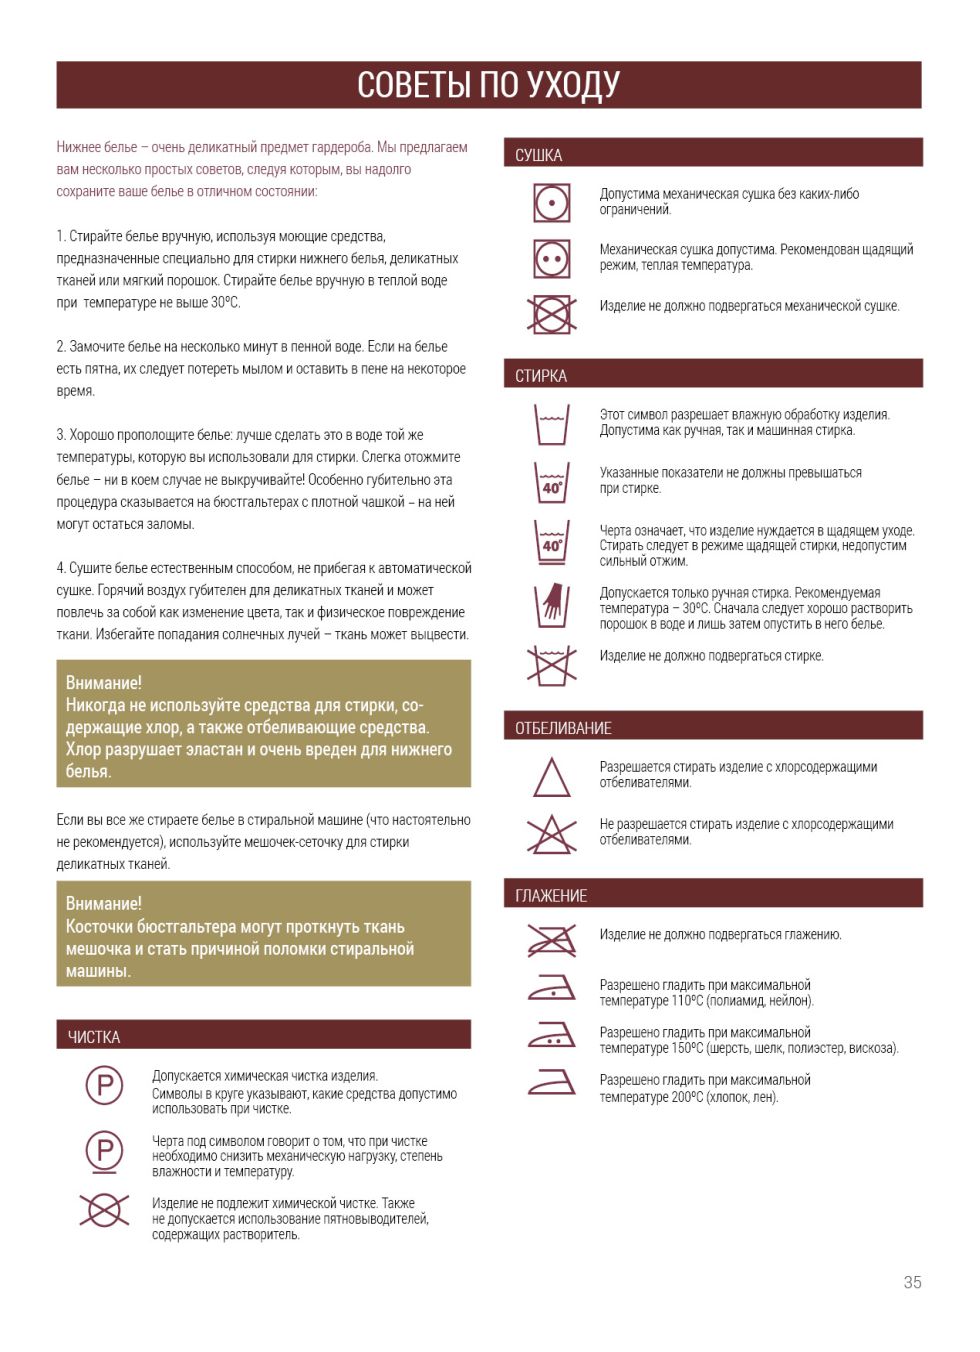 СОВЕТЫ ПО УХОДУ
Нижнее белье – очень деликатный предмет гардероба. Мы предлагаем
вам несколько простых советов, следуя которым, вы надолго
сохраните ваше белье в отличном состоянии:
1. Стирайте белье вручную, используя моющие средства,
предназначенные специально для стирки нижнего белья, деликатных
тканей или мягкий порошок. Стирайте белье вручную в теплой воде
при температуре не выше 30ºС.
2. Замочите белье на несколько минут в пенной воде. Если на белье
есть пятна, их следует потереть мылом и оставить в пене на некоторое
время.
3. Хорошо прополощите белье: лучше сделать это в воде той же
температуры, которую вы использовали для стирки. Слегка отожмите
белье – ни в коем случае не выкручивайте! Особенно губительно эта
процедура сказывается на бюстгальтерах с плотной чашкой – на ней
могут остаться заломы.
4. Сушите белье естественным способом, не прибегая к автоматической
сушке. Горячий воздух губителен для деликатных тканей и может
повлечь за собой как изменение цвета, так и физическое повреждение
ткани. Избегайте попадания солнечных лучей – ткань может выцвести.
Внимание!
Никогда не используйте средства для стирки, со-
держащие хлор, а также отбеливающие средства.
Хлор разрушает эластан и очень вреден для нижнего
белья.
Если вы все же стираете белье в стиральной машине (что настоятельно
не рекомендуется), используйте мешочек-сеточку для стирки
деликатных тканей.
Внимание!
Косточки бюстгальтера могут проткнуть ткань
мешочка и стать причиной поломки стиральной
машины.
ЧИСТКА
P
Допускается химическая чистка изделия.
Символы в круге указывают, какие средства допустимо
использовать при чистке.
P
Черта под символом говорит о том, что при чистке
необходимо снизить механическую нагрузку, степень
влажности и температуру.
Изделие не подлежит химической чистке. Также
не допускается использование пятновыводителей,
содержащих растворитель.
СУШКА
Допустима механическая сушка без каких-либо
ограничений.
Механическая сушка допустима. Рекомендован щадящий
режим, теплая температура.
Изделие не должно подвергаться механической сушке.
СТИРКА
Этот символ разрешает влажную обработку изделия.
Допустима как ручная, так и машинная стирка.
40°
Указанные показатели не должны превышаться
при стирке.
40°
Черта означает, что изделие нуждается в щадящем уходе.
Стирать следует в режиме щадящей стирки, недопустим
сильный отжим.
Допускается только ручная стирка. Рекомендуемая
температура – 30ºС. Сначала следует хорошо растворить
порошок в воде и лишь затем опустить в него белье.
Изделие не должно подвергаться стирке.
ОТБЕЛИВАНИЕ
Разрешается стирать изделие с хлорсодержащими
отбеливателями.
Не разрешается стирать изделие с хлорсодержащими
отбеливателями.
ГЛАЖЕНИЕ
Изделие не должно подвергаться глажению.
Разрешено гладить при максимальной
температуре 110ºС (полиамид, нейлон).
Разрешено гладить при максимальной
температуре 150ºС (шерсть, шелк, полиэстер, вискоза).
Разрешено гладить при максимальной
температуре 200ºС (хлопок, лен).
35